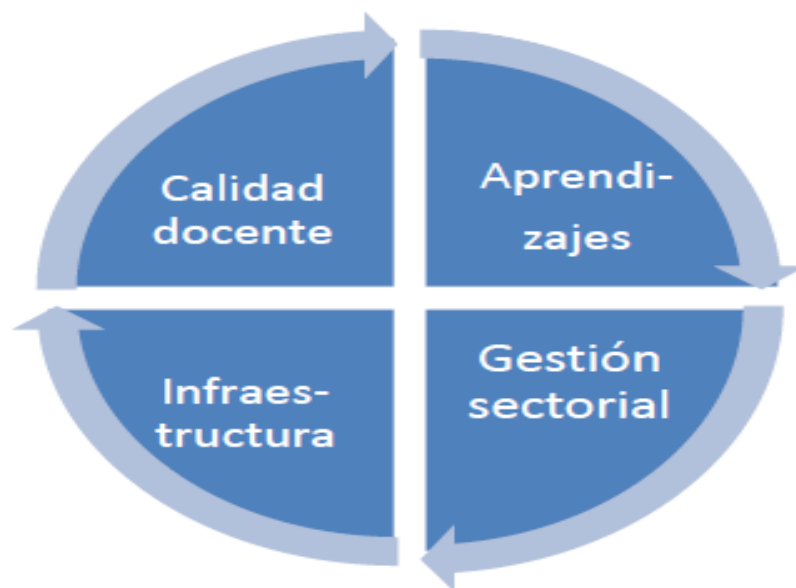 Calidad
docente
Aprendi-
zajes
Infraes-
tructura
Gestión
sectorial